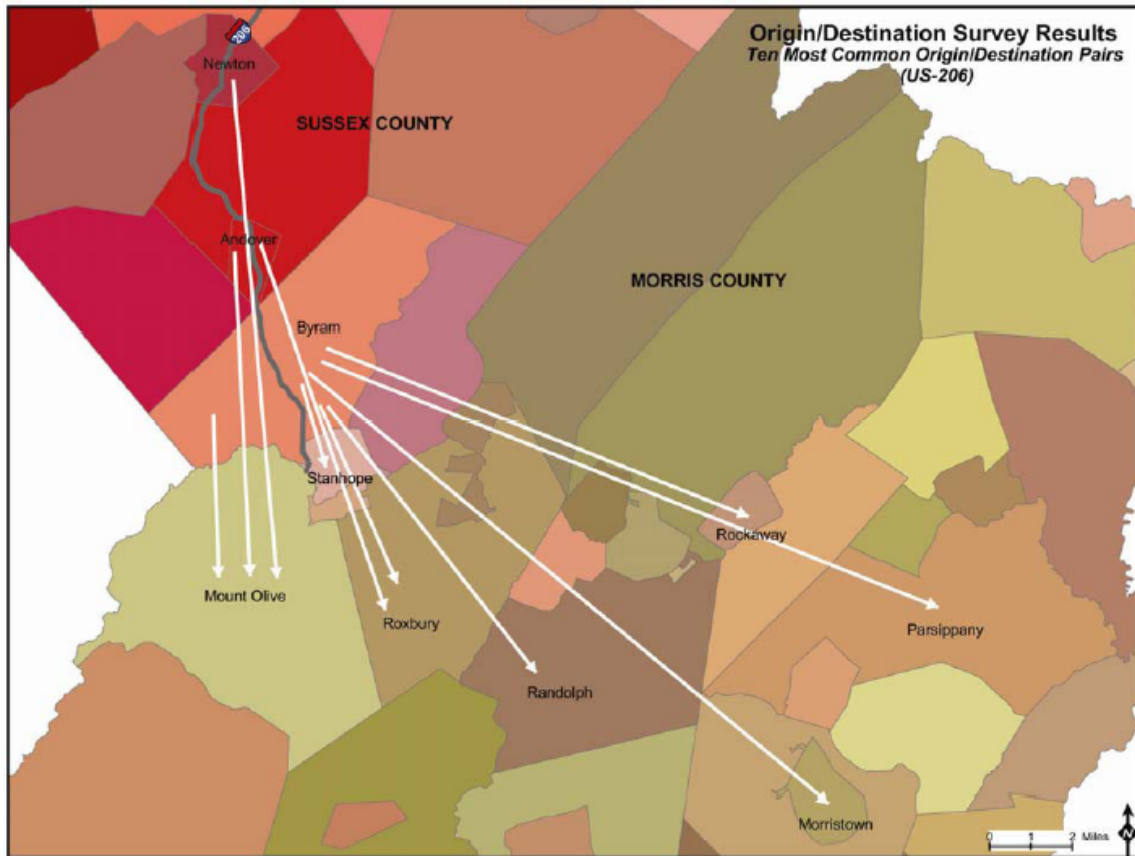 Origin/Destination Survey Results
Ten Most Common Origin/Destination Pairs
(US-206)
206
Newton
SUSSEX COUNTY
Andover
MORRIS COUNTY
Byram
Stanhope
Rockaway
Mount Olive
Roxbury
Parsippany
Randolph
Morristown
0 1 2 Miles
N